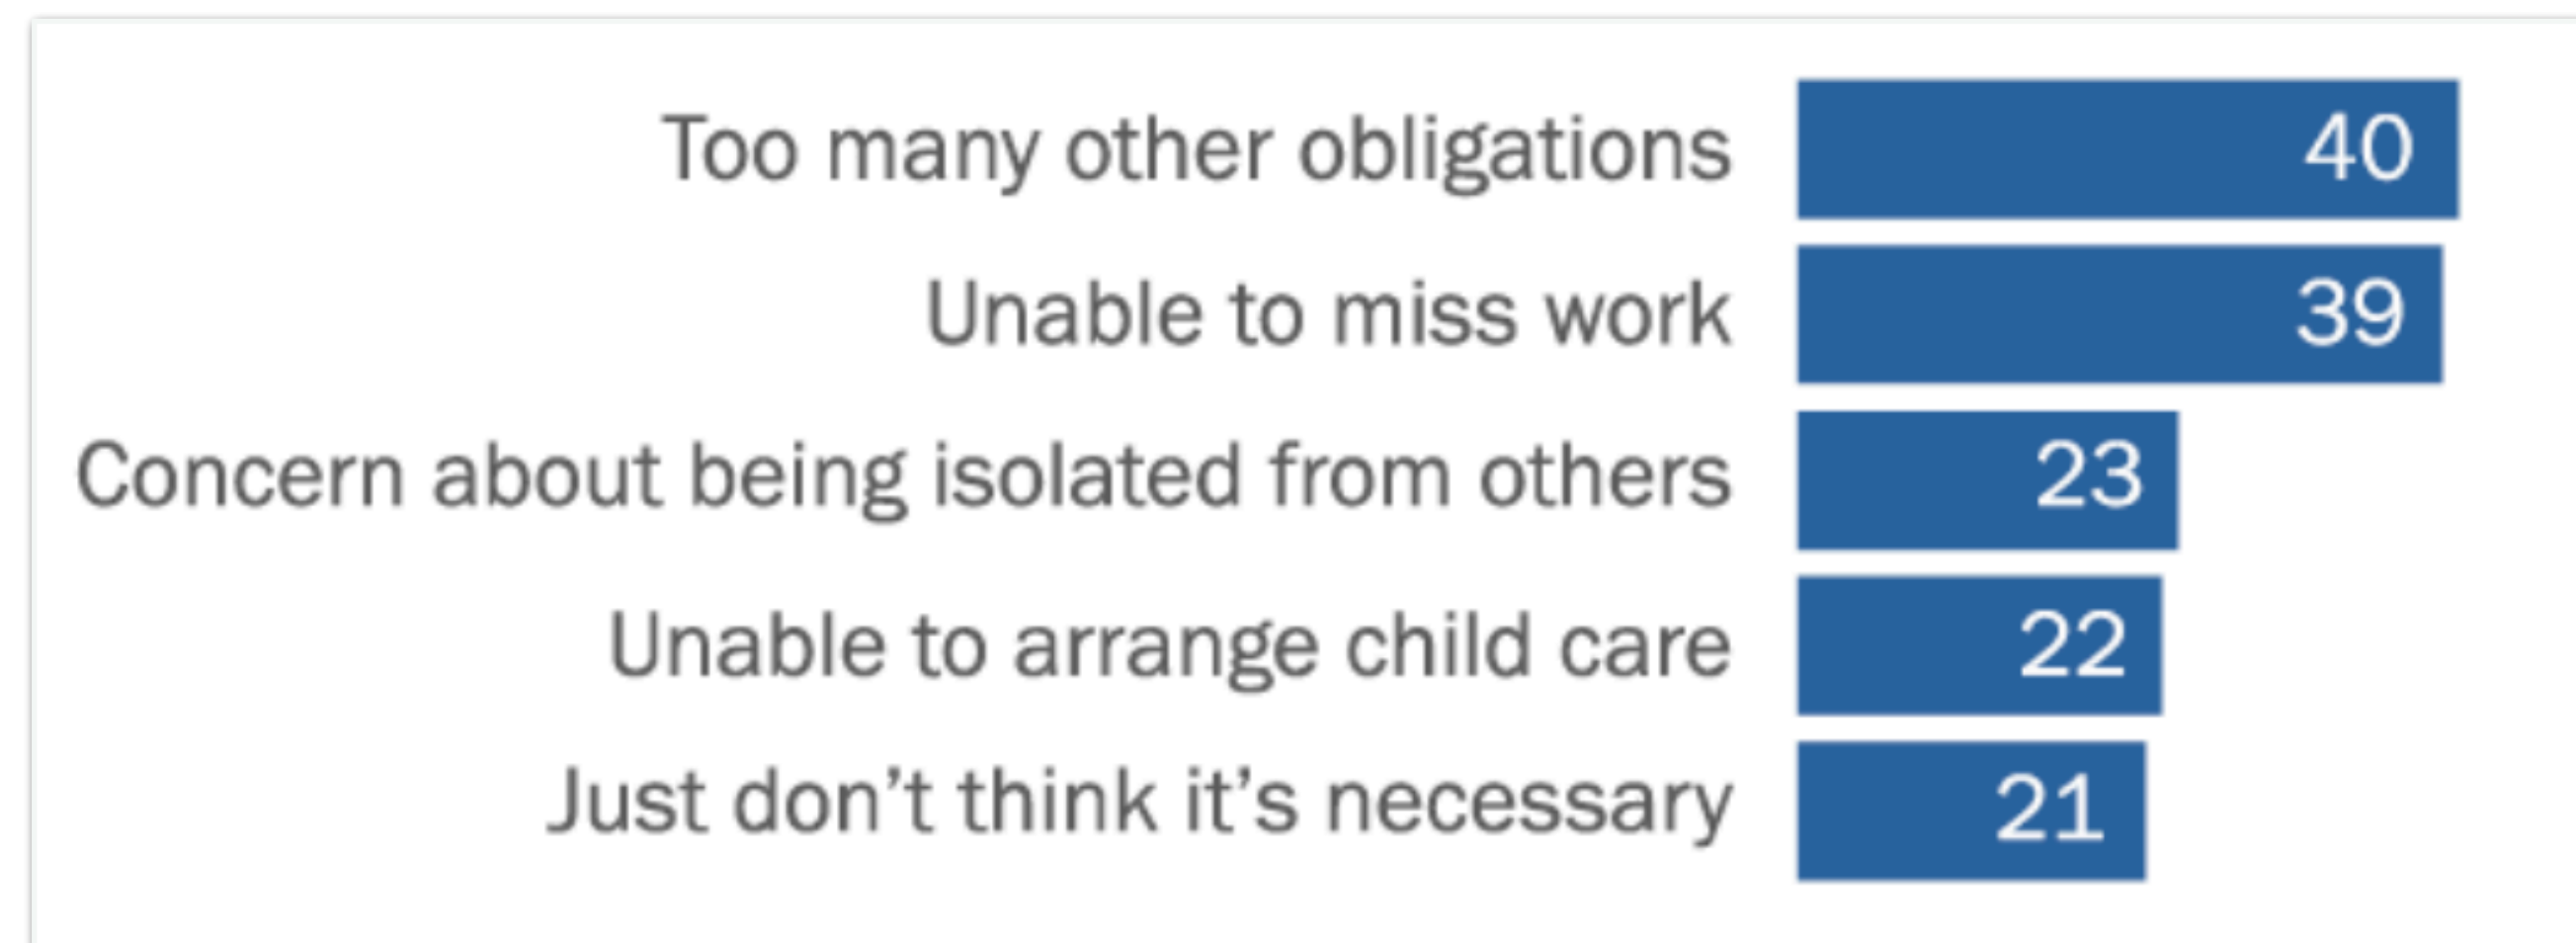 Too many other obligations 40
Unable to miss work 39
Concern about being isolated from others 23
Unable to arrange child care 22
Just don’t think it’s necessary 21